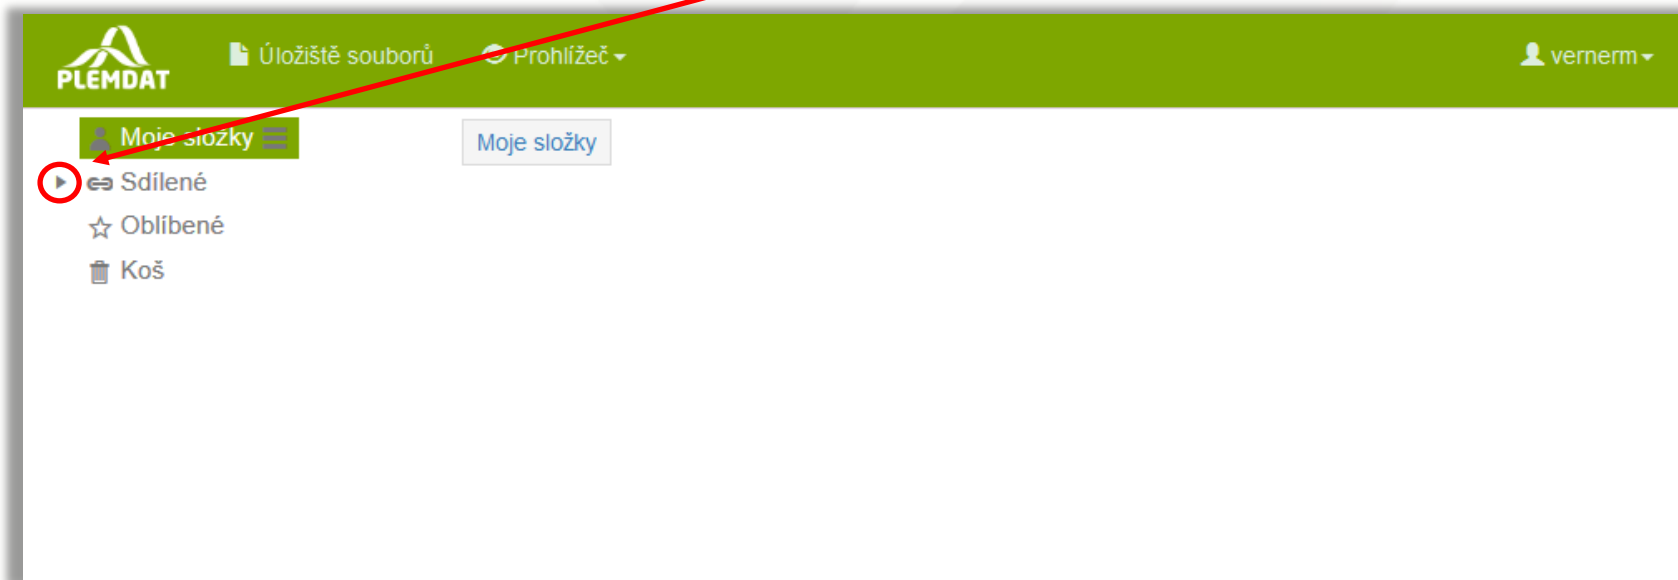 PLEMDAT
Úložiště souborů
Prohlížeč
vernerm
Moje složky
Moje složky
Sdílené
Oblíbené
Koš